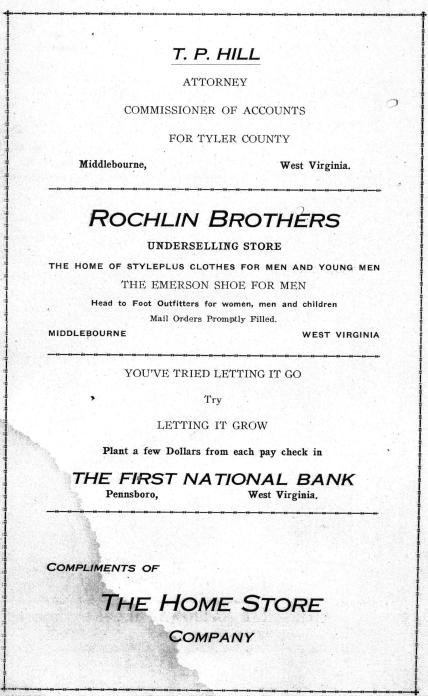 T. P. HILL
ATTORNEY
COMMISSIONER OF ACCOUNTS
FOR TYLER COUNTY
Middlebourne, West Virginia.
ROCHLIN BROTHERS
UNDERSELLING STORE
THE HOME OF STYLEPLUS CLOTHES FOR MEN AND YOUNG MEN
THE EMERSON SHOE FOR MEN
Head to Foot Outfitters for women, men and children
Mail Orders Promptly Filled.
MIDDLEBOURNE WEST VIRGINIA
YOU'VE TRIED LETTING IT GO
Try
LETTING IT GROW
Plant a few Dollars from each pay check in
THE FIRST NATIONAL BANK
Pennsboro, West Virginia.
COMPLIMENTS OF
THE HOME STORE
COMPANY